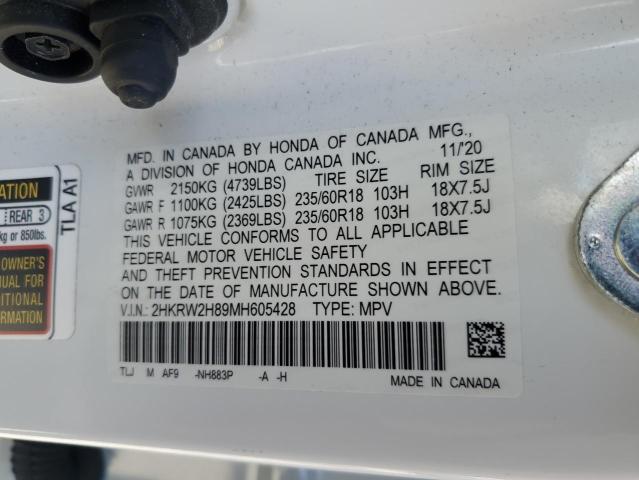 MFD. IN CANADA BY HONDA OF CANADA MFG.,
A DIVISION OF HONDA CANADA INC. 11/'20
GVWR 2150KG (4739LBS) TIRE SIZE RIM SIZE
GAWR F 1100KG (2425LBS) 235/60R18 103H 18X7.5J
GAWR R 1075KG (2369LBS) 235/60R18 103H 18X7.5J
THIS VEHICLE CONFORMS TO ALL APPLICABLE
FEDERAL MOTOR VEHICLE SAFETY
AND THEFT PREVENTION STANDARDS IN EFFECT
ON THE DATE OF MANUFACTURE SHOWN ABOVE.
V.I.N.: 2HKRW2H89MH605428 TYPE: MPV
TLJ M AF9 -NH883P -A -H
MADE IN CANADA
ATION
REAR 3
kg or 850lbs.
OWNER'S
NUAL FOR
DITIONAL
FORMATION
TLA A1